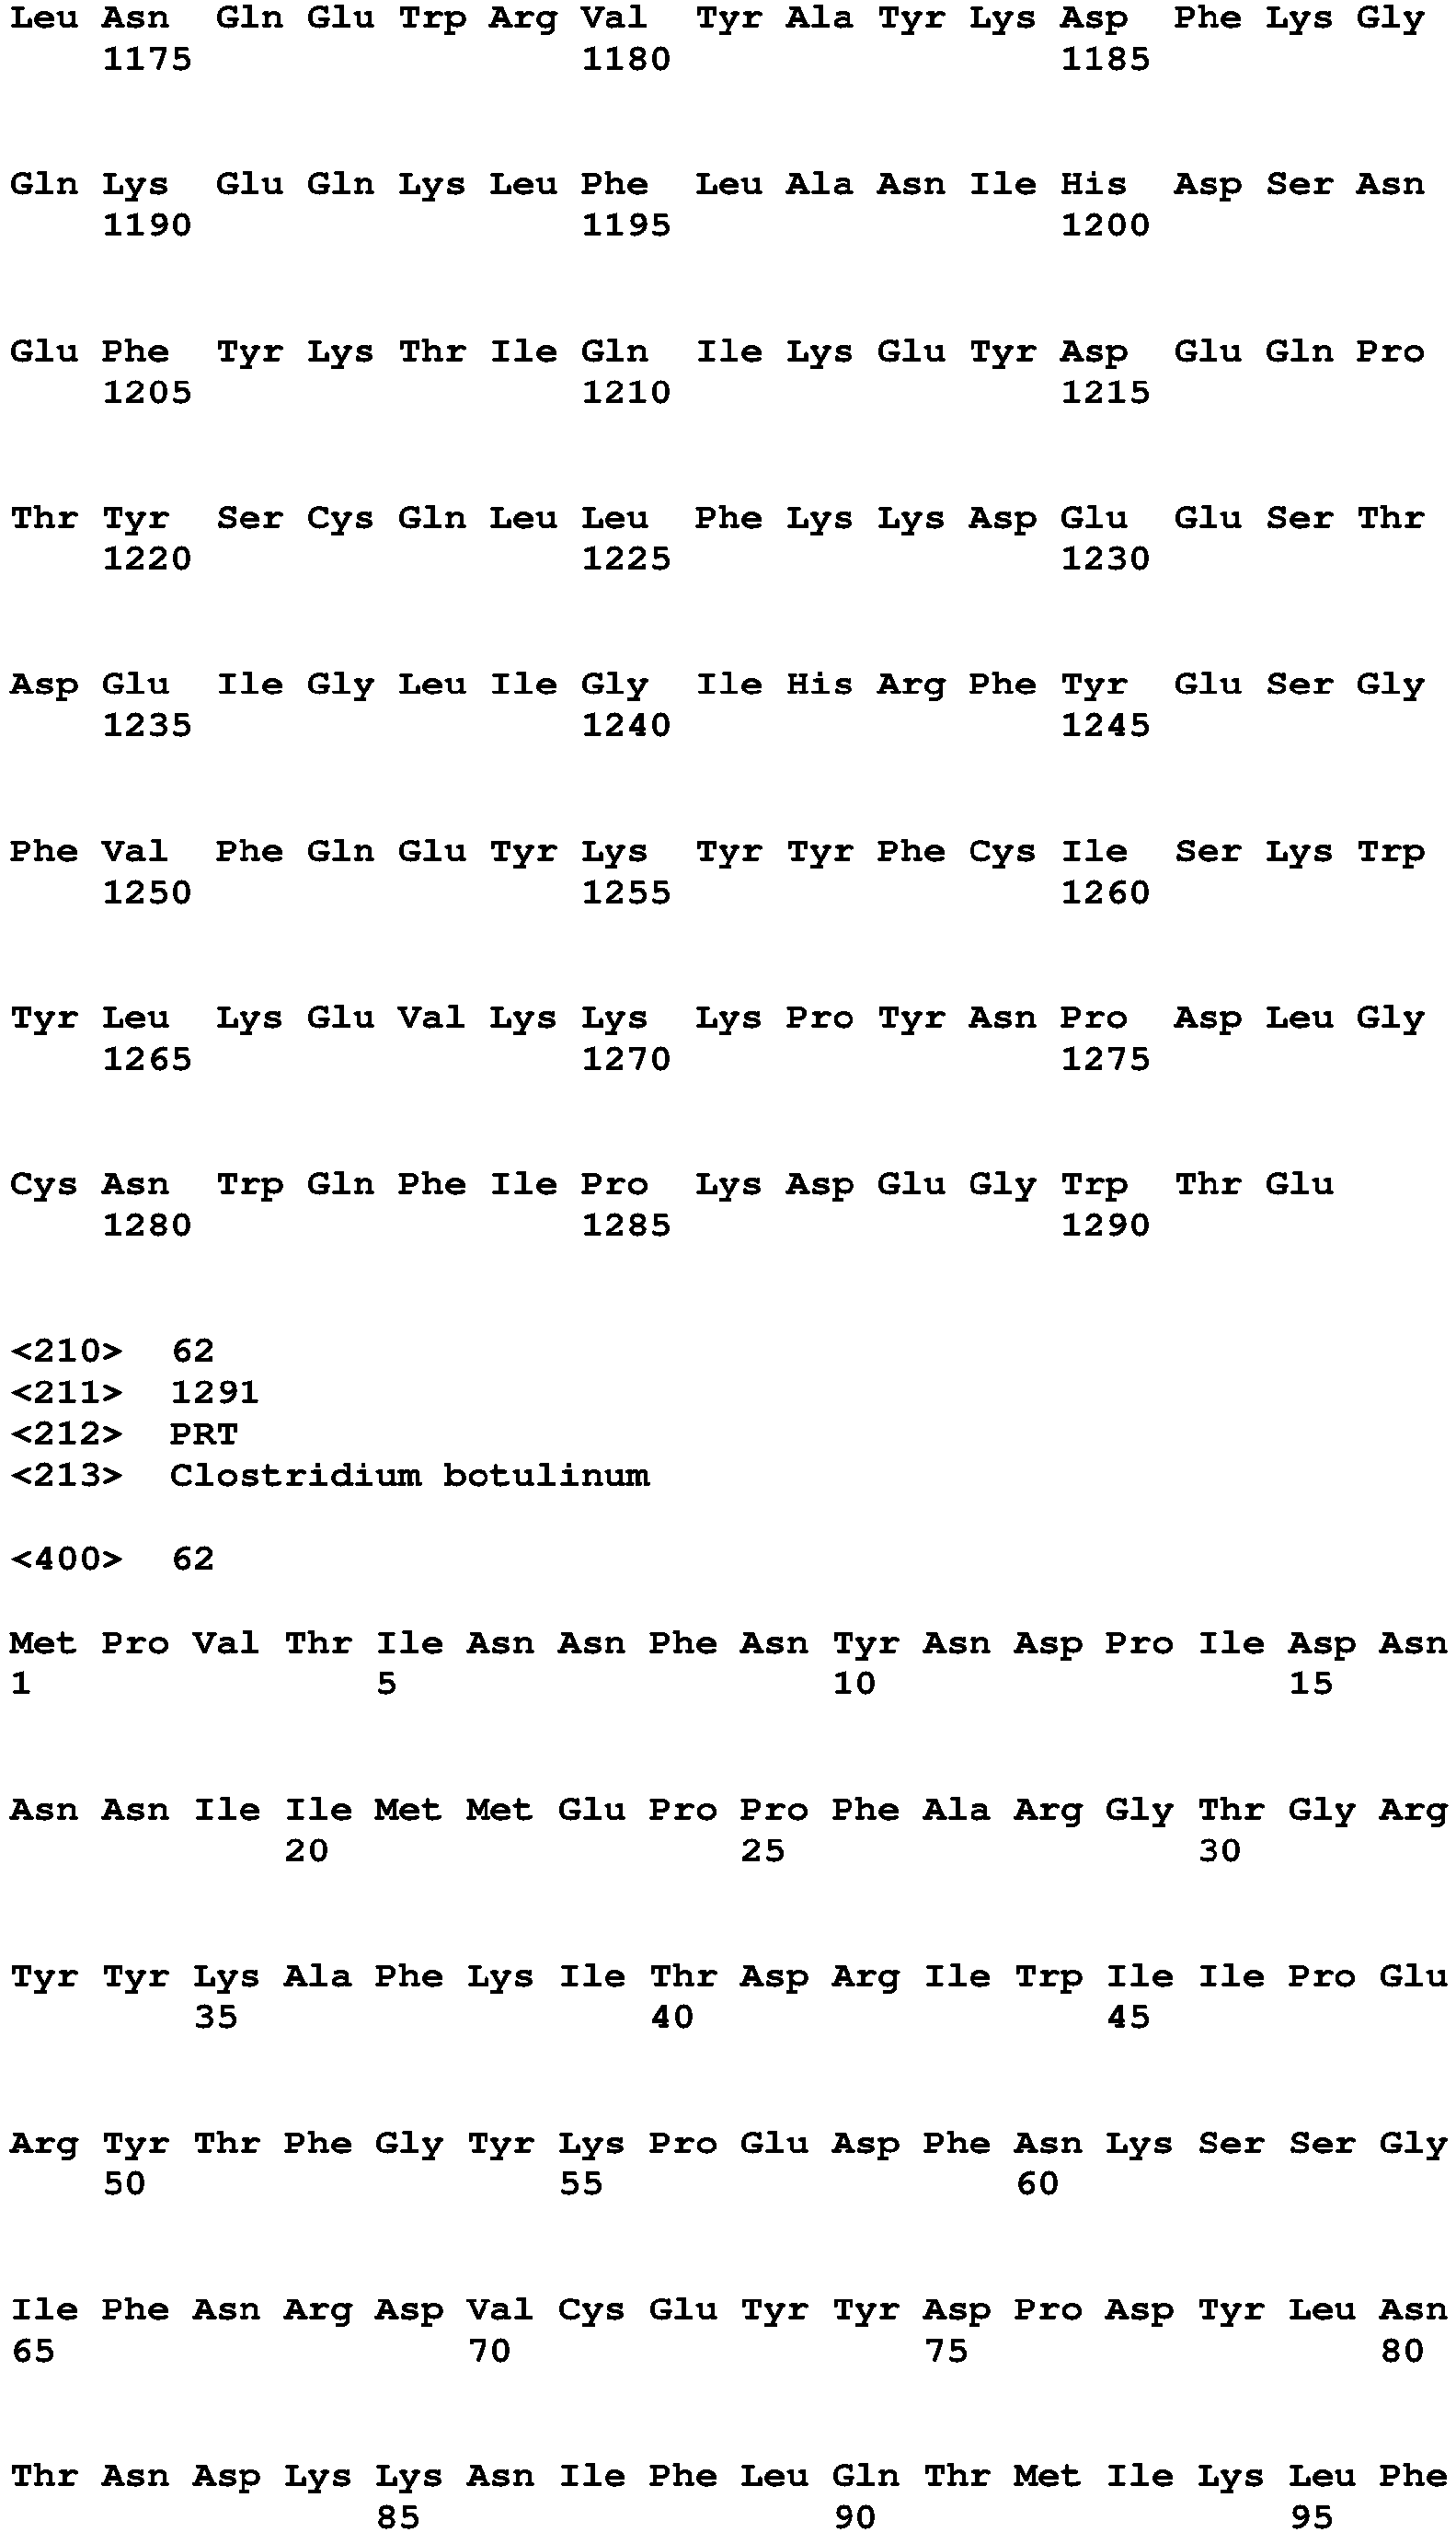 Leu Asn Gln Glu Trp Arg Val Tyr Ala Tyr Lys Asp Phe Lys Gly
1175 1180 1185
Gln Lys Glu Gln Lys Leu Phe Leu Ala Asn Ile His Asp Ser Asn
1190 1195 1200
Glu Phe Tyr Lys Thr Ile Gln Ile Lys Glu Tyr Asp Glu Gln Pro
1205 1210 1215
Thr Tyr Ser Cys Gln Leu Leu Phe Lys Lys Asp Glu Glu Ser Thr
1220 1225 1230
Asp Glu Ile Gly Leu Ile Gly Ile His Arg Phe Tyr Glu Ser Gly
1235 1240 1245
Phe Val Phe Gln Glu Tyr Lys Tyr Tyr Phe Cys Ile Ser Lys Trp
1250 1255 1260
Tyr Leu Lys Glu Val Lys Lys Lys Pro Tyr Asn Pro Asp Leu Gly
1265 1270 1275
Cys Asn Trp Gln Phe Ile Pro Lys Asp Glu Gly Trp Thr Glu
1280 1285 1290
<210> 62
<211> 1291
<212> PRT
<213> Clostridium botulinum
<400> 62
Met Pro Val Thr Ile Asn Asn Phe Asn Tyr Asn Asp Pro Ile Asp Asn
1 5 10 15
Asn Asn Ile Ile Met Met Glu Pro Pro Phe Ala Arg Gly Thr Gly Arg
20 25 30
Tyr Tyr Lys Ala Phe Lys Ile Thr Asp Arg Ile Trp Ile Ile Pro Glu
35 40 45
Arg Tyr Thr Phe Gly Tyr Lys Pro Glu Asp Phe Asn Lys Ser Ser Gly
50 55 60
Ile Phe Asn Arg Asp Val Cys Glu Tyr Tyr Asp Pro Asp Tyr Leu Asn
65 70 75 80
Thr Asn Asp Lys Lys Asn Ile Phe Leu Gln Thr Met Ile Lys Leu Phe
85 90 95